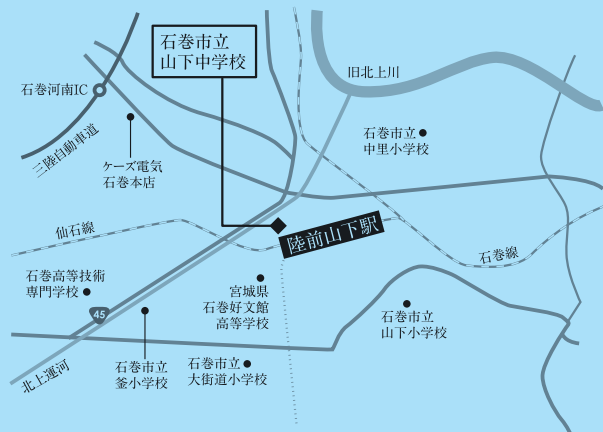 石巻市立
山下中学校
旧北上川
石巻河南IC
三陸自動車道
ケーズ電気
石巻本店
石巻市立
中里小学校
仙石線
陸前山下駅
石巻線
石巻高等技術
専門学校
45
宮城県
石巻好文館
高等学校
石巻市立
山下小学校
北上運河
石巻市立
釜小学校
石巻市立
大街道小学校